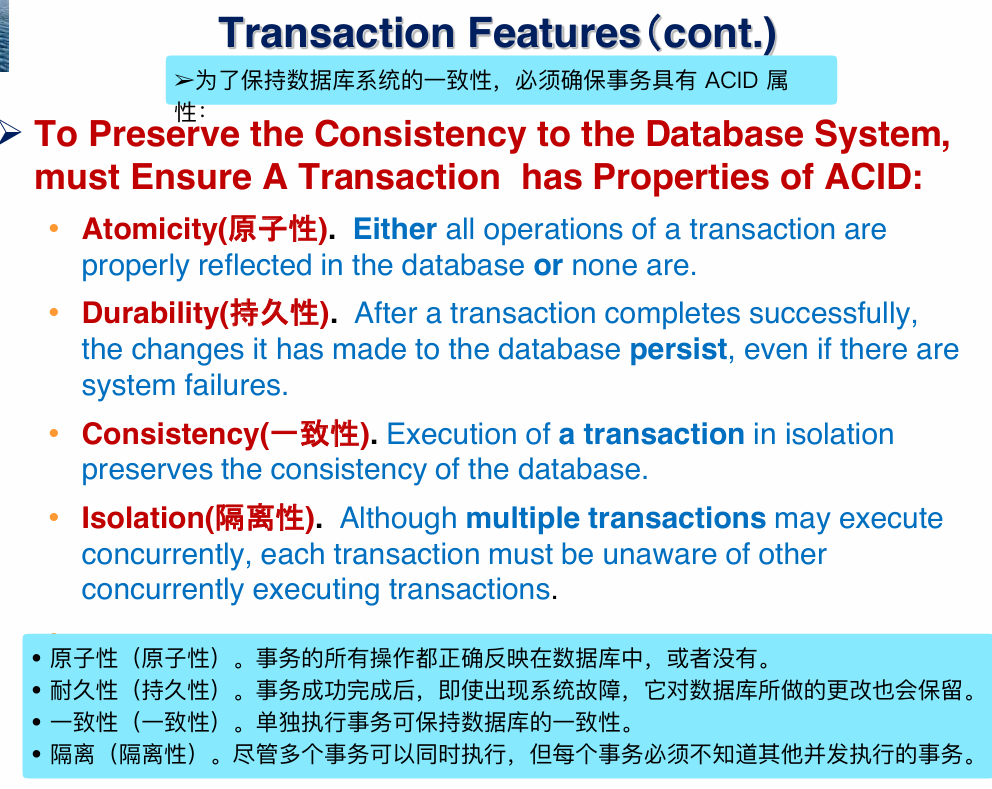 Transaction Features（cont.）
➢为了保持数据库系统的一致性，必须确保事务具有 ACID 属
性：
➢ To Preserve the Consistency to the Database System,
must Ensure A Transaction has Properties of ACID:
• Atomicity(原子性). Either all operations of a transaction are
properly reflected in the database or none are.
• Durability(持久性). After a transaction completes successfully,
the changes it has made to the database persist, even if there are
system failures.
• Consistency(一致性). Execution of a transaction in isolation
preserves the consistency of the database.
• Isolation(隔离性). Although multiple transactions may execute
concurrently, each transaction must be unaware of other
concurrently executing transactions.
• 原子性（原子性）。事务的所有操作都正确反映在数据库中，或者没有。
• 耐久性（持久性）。事务成功完成后，即使出现系统故障，它对数据库所做的更改也会保留。
• 一致性（一致性）。单独执行事务可保持数据库的一致性。
• 隔离（隔离性）。尽管多个事务可以同时执行，但每个事务必须不知道其他并发执行的事务。